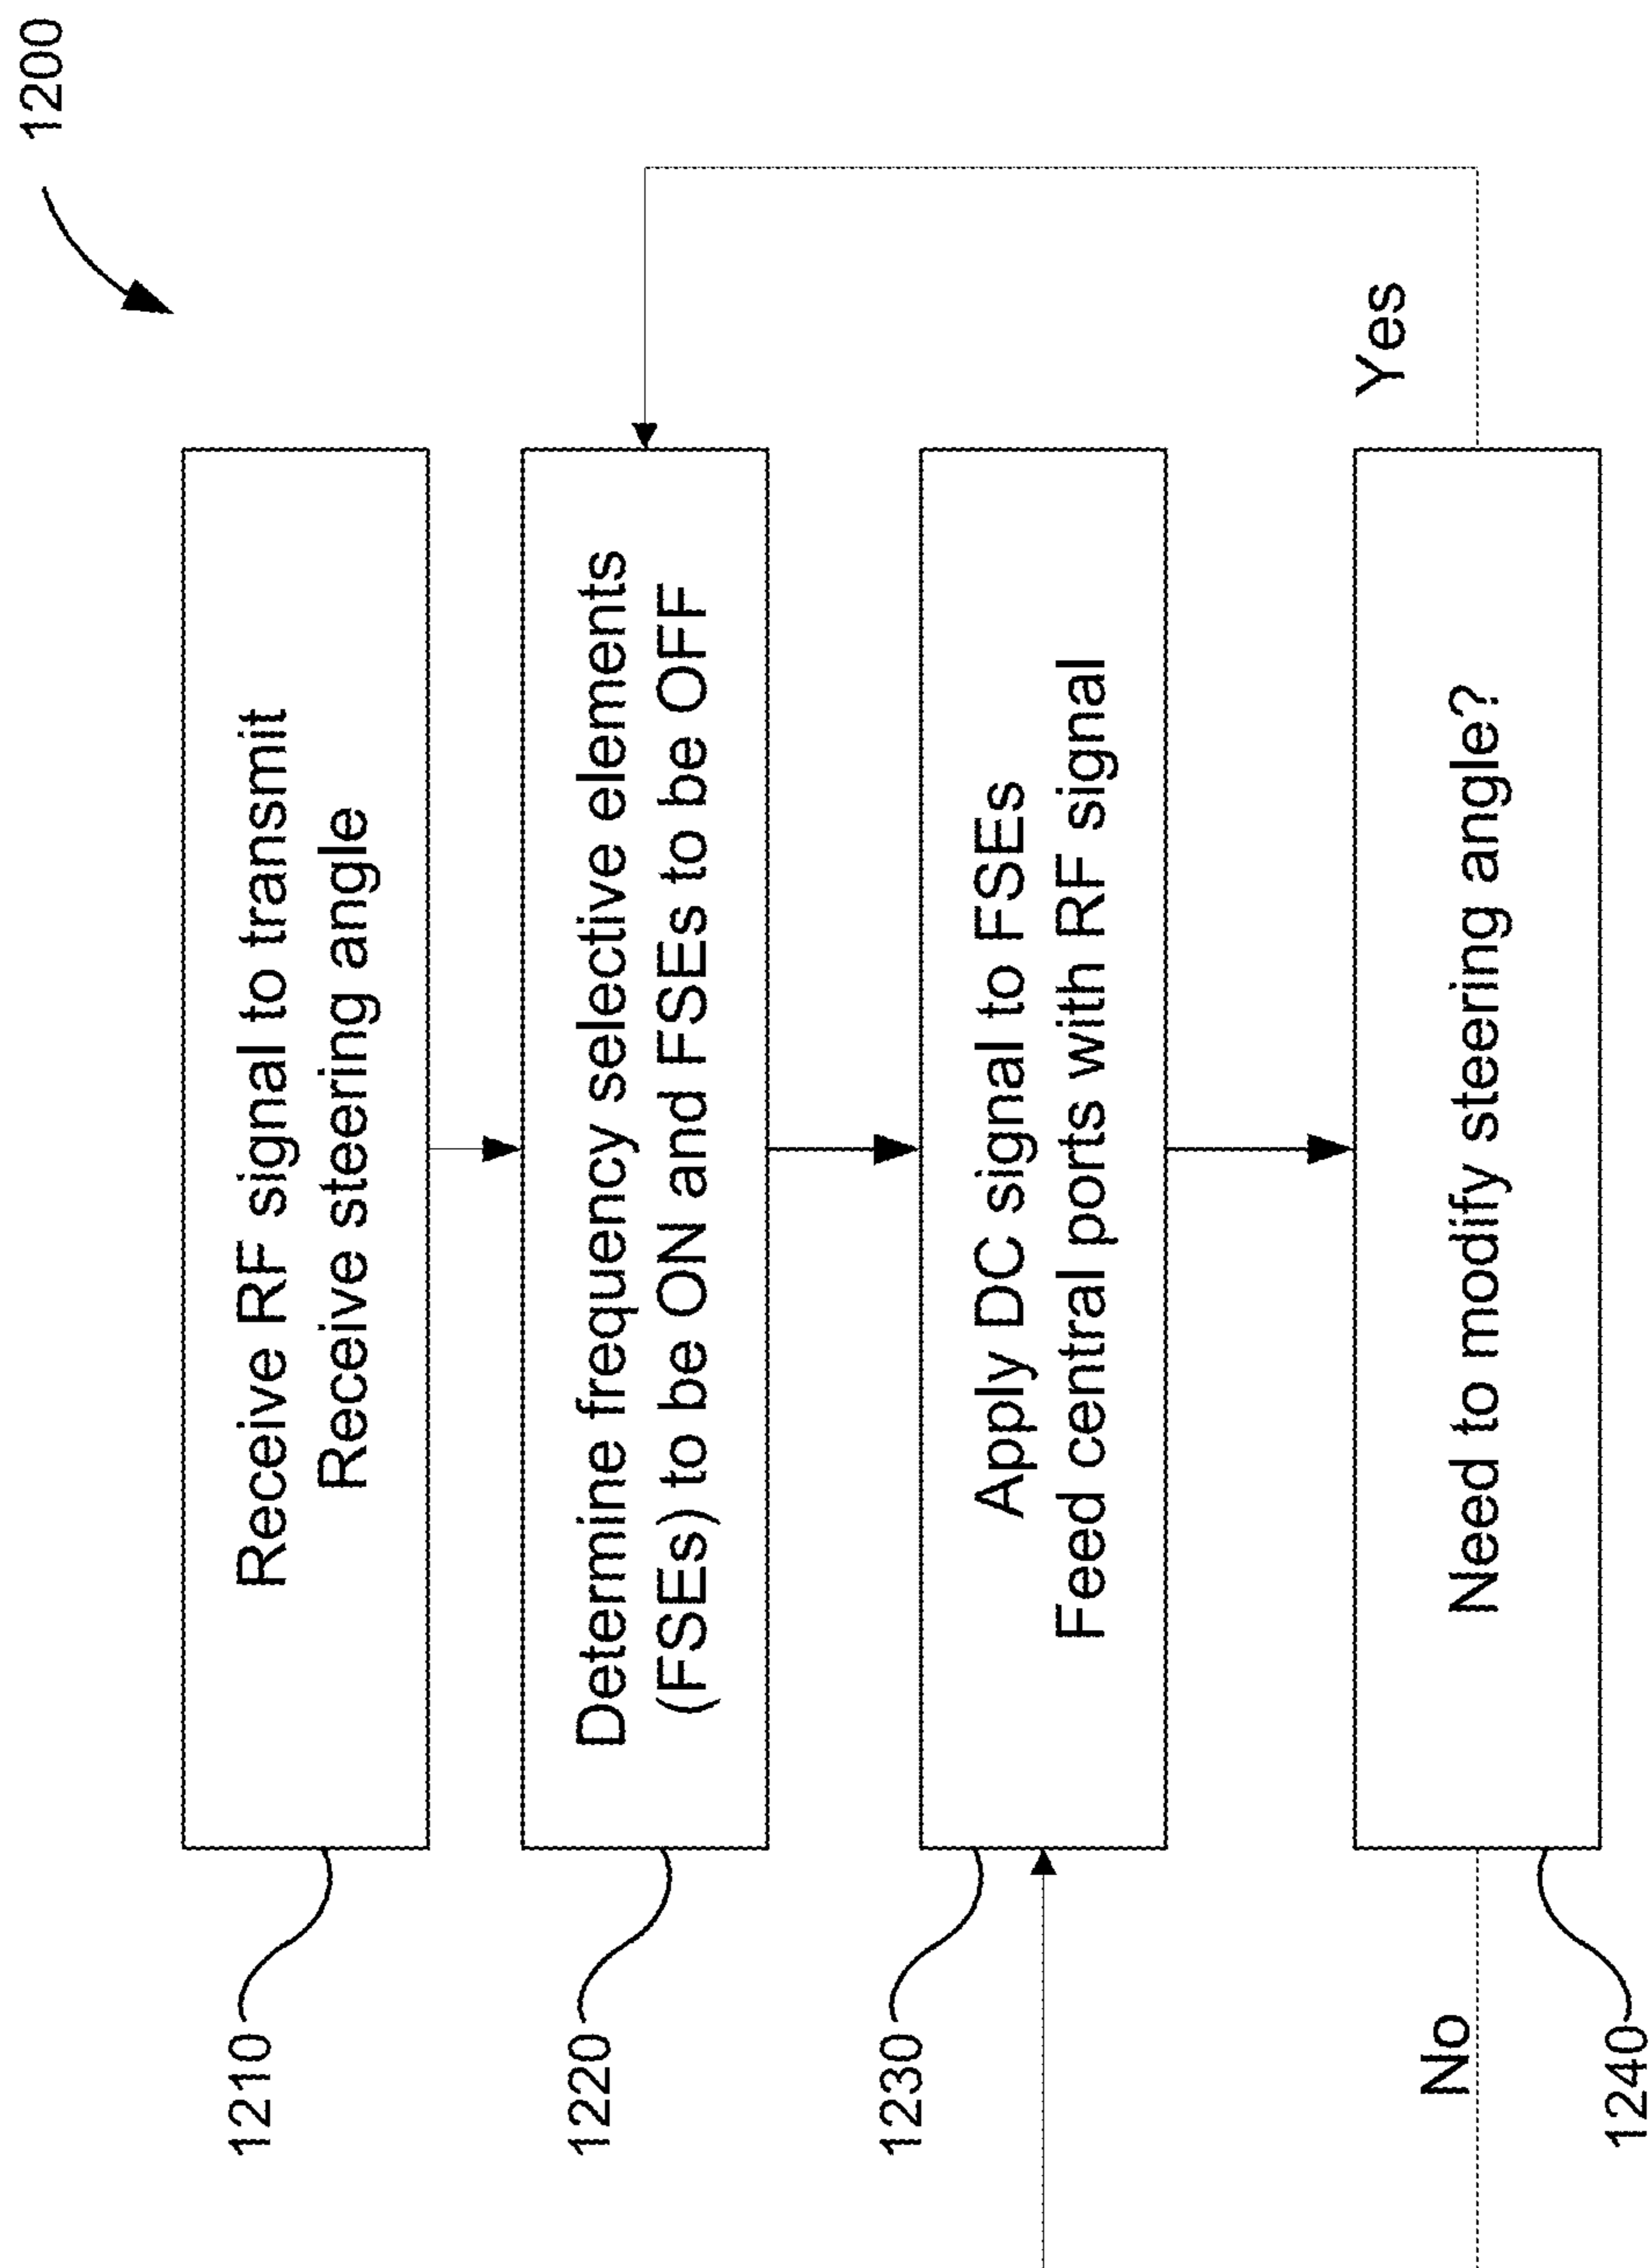 1200
1210
Receive RF signal to transmit
Receive steering angle
1220
Determine frequency selective elements
(FSEs) to be ON and FSEs to be OFF
1230
Apply DC signal to FSEs
Feed central ports with RF signal
1240
Need to modify steering angle?
Yes
No